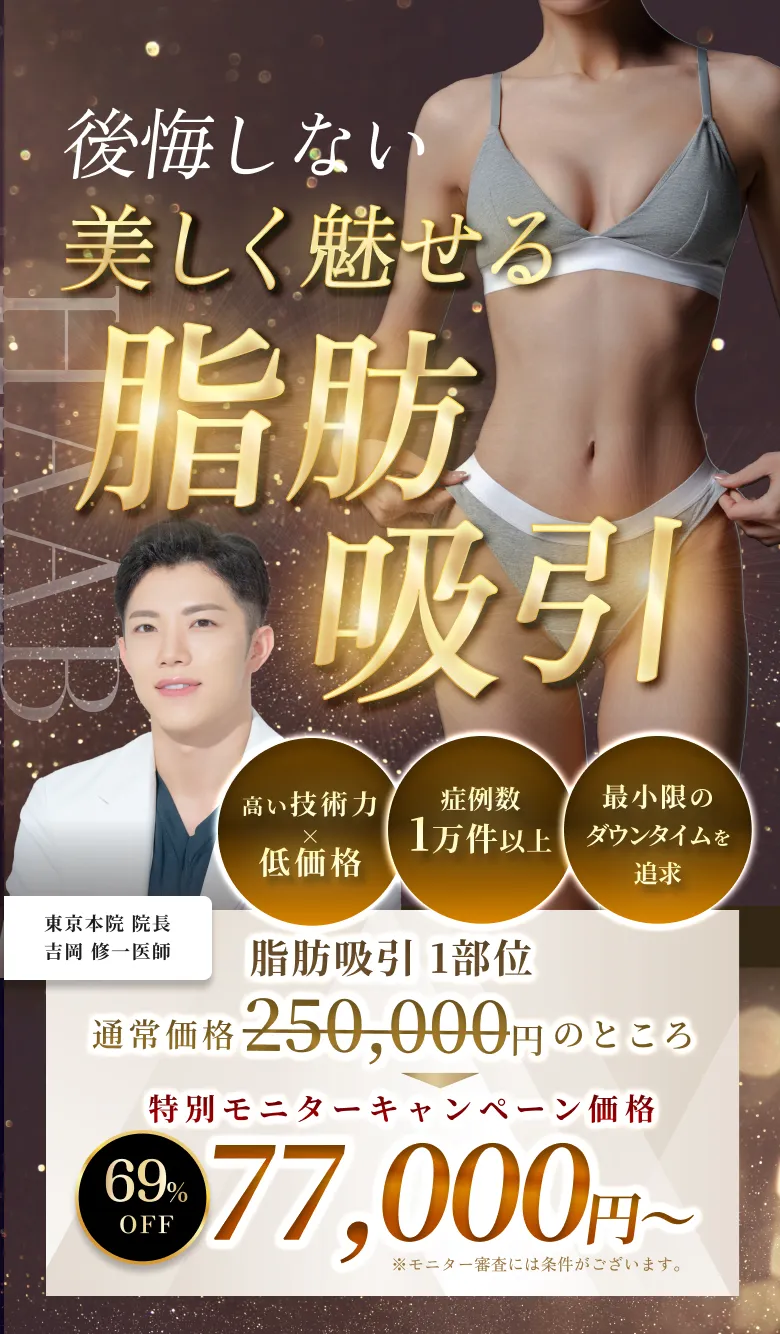 後悔しない
美しく魅せる
脂肪
吸引
HAAB
高い技術力
×
低価格
症例数
1万件以上
最小限の
ダウンタイムを
追求
東京本院 院長
吉岡 修一医師
脂肪吸引 1部位
通常価格250,000円のところ
特別モニターキャンペーン価格
69%
OFF
77,000円〜
※モニター審査には条件がございます。